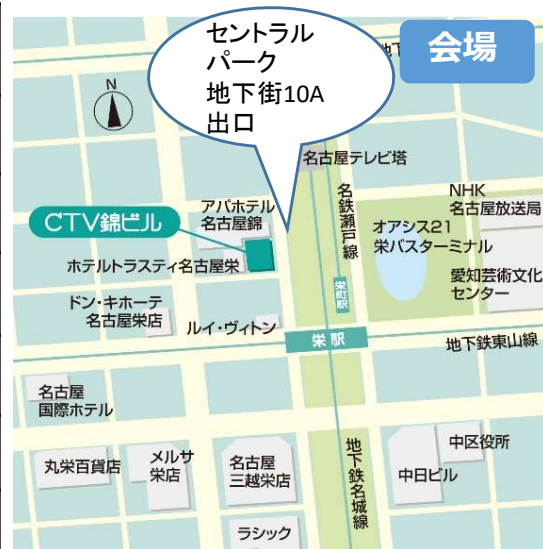 セントラル
パーク
地下街10A
出口
地下
会場
N
名古屋テレビ塔
アパホテル
名古屋錦
CTV錦ビル
名鉄瀬戸線
NHK
名古屋放送局
オアシス21
栄バスターミナル
ホテルトラスティ名古屋栄
愛知芸術文化
センター
栄町駅
ドン・キホーテ
名古屋栄店
ルイ・ヴィトン
栄駅
地下鉄東山線
名古屋
国際ホテル
丸栄百貨店
メルサ
栄店
名古屋
三越栄店
地下鉄名城線
中日ビル
中区役所
ラシック